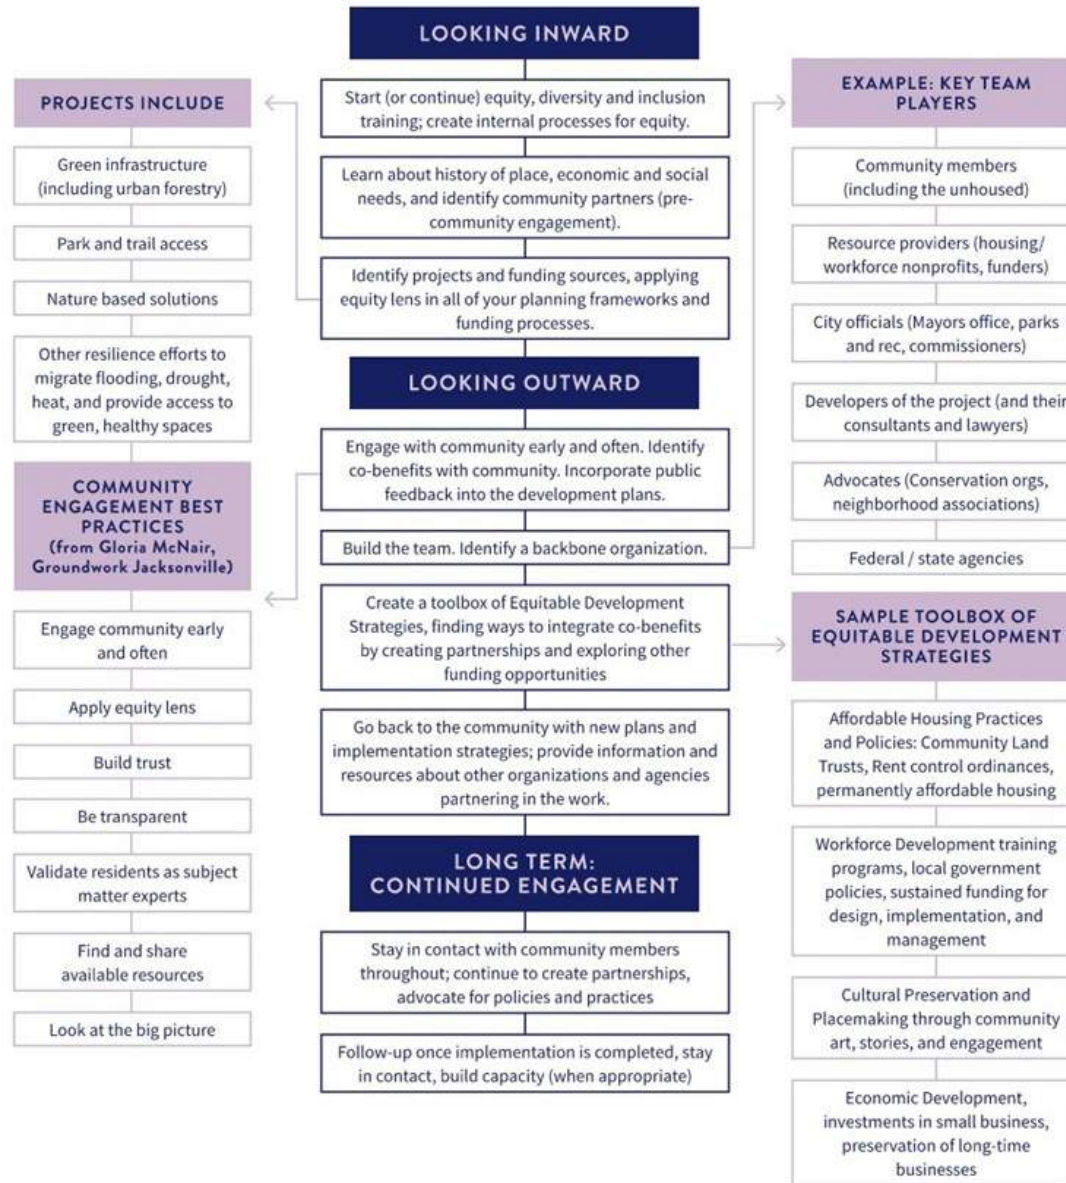 LOOKING INWARD
Start (or continue) equity, diversity and inclusion
training; create internal processes for equity.
Learn about history of place, economic and social
needs, and identify community partners (pre-
community engagement).
Identify projects and funding sources, applying
equity lens in all of your planning frameworks and
funding processes.
LOOKING OUTWARD
Engage with community early and often. Identify
co-benefits with community. Incorporate public
feedback into the development plans.
Build the team. Identify a backbone organization.
Create a toolbox of Equitable Development
Strategies, finding ways to integrate co-benefits
by creating partnerships and exploring other
funding opportunities
Go back to the community with new plans and
implementation strategies; provide information and
resources about other organizations and agencies
partnering in the work.
LONG TERM:
CONTINUED ENGAGEMENT
Stay in contact with community members
throughout; continue to create partnerships,
advocate for policies and practices
Follow-up once implementation is completed, stay
in contact, build capacity (when appropriate)
PROJECTS INCLUDE
Green infrastructure
(including urban forestry)
Park and trail access
Nature based solutions
Other resilience efforts to
migrate flooding, drought,
heat, and provide access to
green, healthy spaces
COMMUNITY
ENGAGEMENT BEST
PRACTICES
(from Gloria McNair,
Groundwork Jacksonville)
Engage community early
and often
Apply equity lens
Build trust
Be transparent
Validate residents as subject
matter experts
Find and share
available resources
Look at the big picture
EXAMPLE: KEY TEAM
PLAYERS
Community members
(including the unhoused)
Resource providers (housing/
workforce nonprofits, funders)
City officials (Mayors office, parks
and rec, commissioners)
Developers of the project (and their
consultants and lawyers)
Advocates (Conservation orgs,
neighborhood associations)
Federal / state agencies
SAMPLE TOOLBOX OF
EQUITABLE DEVELOPMENT
STRATEGIES
Affordable Housing Practices
and Policies: Community Land
Trusts, Rent control ordinances,
permanently affordable housing
Workforce Development training
programs, local government
policies, sustained funding for
design, implementation, and
management
Cultural Preservation and
Placemaking through community
art, stories, and engagement
Economic Development,
investments in small business,
preservation of long-time
businesses